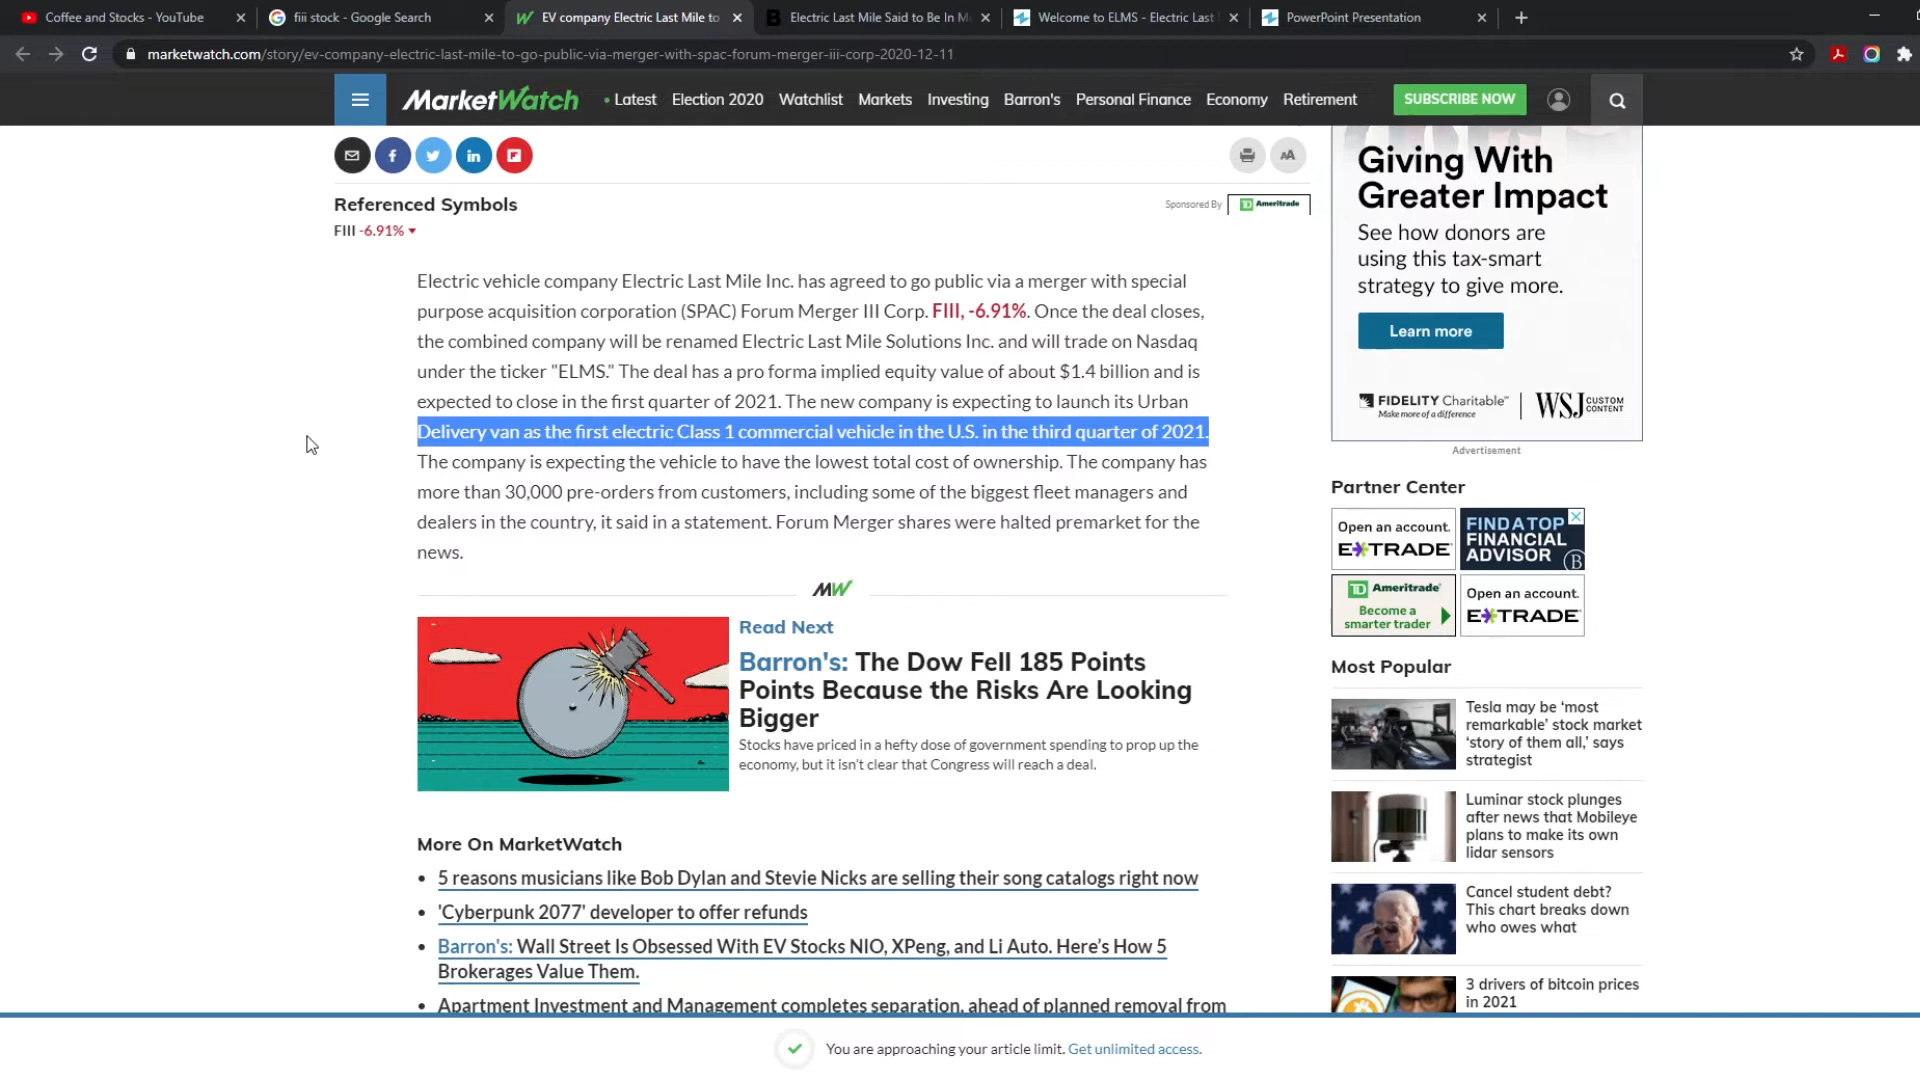 Coffee and Stocks - YouTube
fiii stock - Google Search
EV company Electric Last Mile to
Electric Last Mile Said to Be In M
Welcome to ELMS - Electric Last
PowerPoint Presentation
marketwatch.com/story/ev-company-electric-last-mile-to-go-public-via-merger-with-spac-forum-merger-iii-corp-2020-12-11
MarketWatch
Latest
Election 2020
Watchlist
Markets
Investing
Barron's
Personal Finance
Economy
Retirement
SUBSCRIBE NOW
Referenced Symbols
Sponsored By
TD Ameritrade
FIII -6.91%
Electric vehicle company Electric Last Mile Inc. has agreed to go public via a merger with special
purpose acquisition corporation (SPAC) Forum Merger III Corp. FIII, -6.91%. Once the deal closes,
the combined company will be renamed Electric Last Mile Solutions Inc. and will trade on Nasdaq
under the ticker "ELMS." The deal has a pro forma implied equity value of about $1.4 billion and is
expected to close in the first quarter of 2021. The new company is expecting to launch its Urban
Delivery van as the first electric Class 1 commercial vehicle in the U.S. in the third quarter of 2021.
The company is expecting the vehicle to have the lowest total cost of ownership. The company has
more than 30,000 pre-orders from customers, including some of the biggest fleet managers and
dealers in the country, it said in a statement. Forum Merger shares were halted premarket for the
news.
MW
Read Next
Barron's: The Dow Fell 185 Points
Points Because the Risks Are Looking
Bigger
Stocks have priced in a hefty dose of government spending to prop up the
economy, but it isn't clear that Congress will reach a deal.
More On MarketWatch
• 5 reasons musicians like Bob Dylan and Stevie Nicks are selling their song catalogs right now
• 'Cyberpunk 2077' developer to offer refunds
• Barron's: Wall Street Is Obsessed With EV Stocks NIO, XPeng, and Li Auto. Here's How 5
Brokerages Value Them.
• Apartment Investment and Management completes separation, ahead of planned removal from
Giving With
Greater Impact
See how donors are
using this tax-smart
strategy to give more.
Learn more
FIDELITY Charitable
Make more of a difference
WSJ CUSTOM
CONTENT
Advertisement
Partner Center
Open an account.
E*TRADE
FIND A TOP
FINANCIAL
ADVISOR
B
TD Ameritrade
Become a
smarter trader
Open an account.
E*TRADE
Most Popular
Tesla may be ‘most
remarkable’ stock market
‘story of them all,’ says
strategist
Luminar stock plunges
after news that Mobileye
plans to make its own
lidar sensors
Cancel student debt?
This chart breaks down
who owes what
3 drivers of bitcoin prices
in 2021
You are approaching your article limit. Get unlimited access.